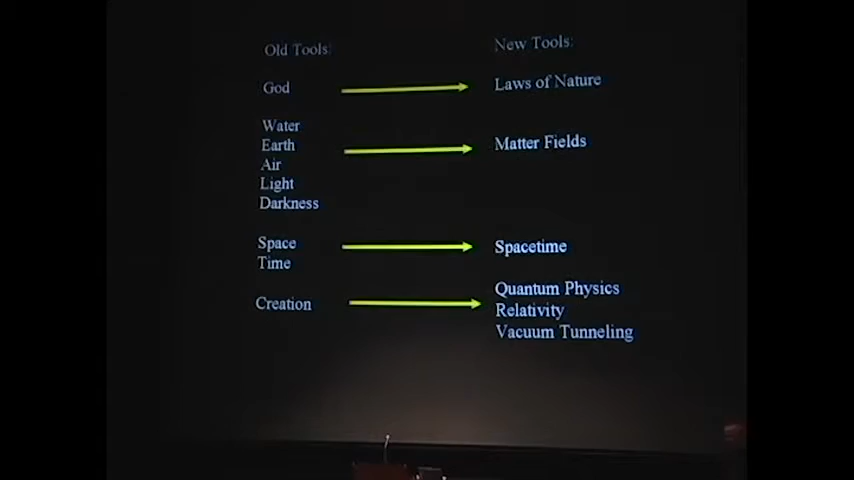 Old Tools:
New Tools:
God
Laws of Nature
Water
Earth
Air
Light
Darkness
Matter Fields
Space
Time
Spacetime
Creation
Quantum Physics
Relativity
Vacuum Tunneling